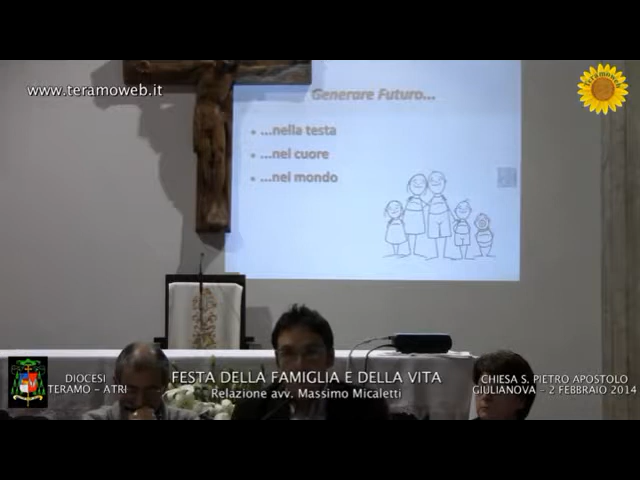 www.teramoweb.it
teramoweb
Generare Futuro...
• ...nella testa
• ...nel cuore
• ...nel mondo
DIOCESI
TERAMO - ATRI
FESTA DELLA FAMIGLIA E DELLA VITA
Relazione avv. Massimo Micaletti
CHIESA S. PIETRO APOSTOLO
GIULIANOVA - 2 FEBBRAIO 2014